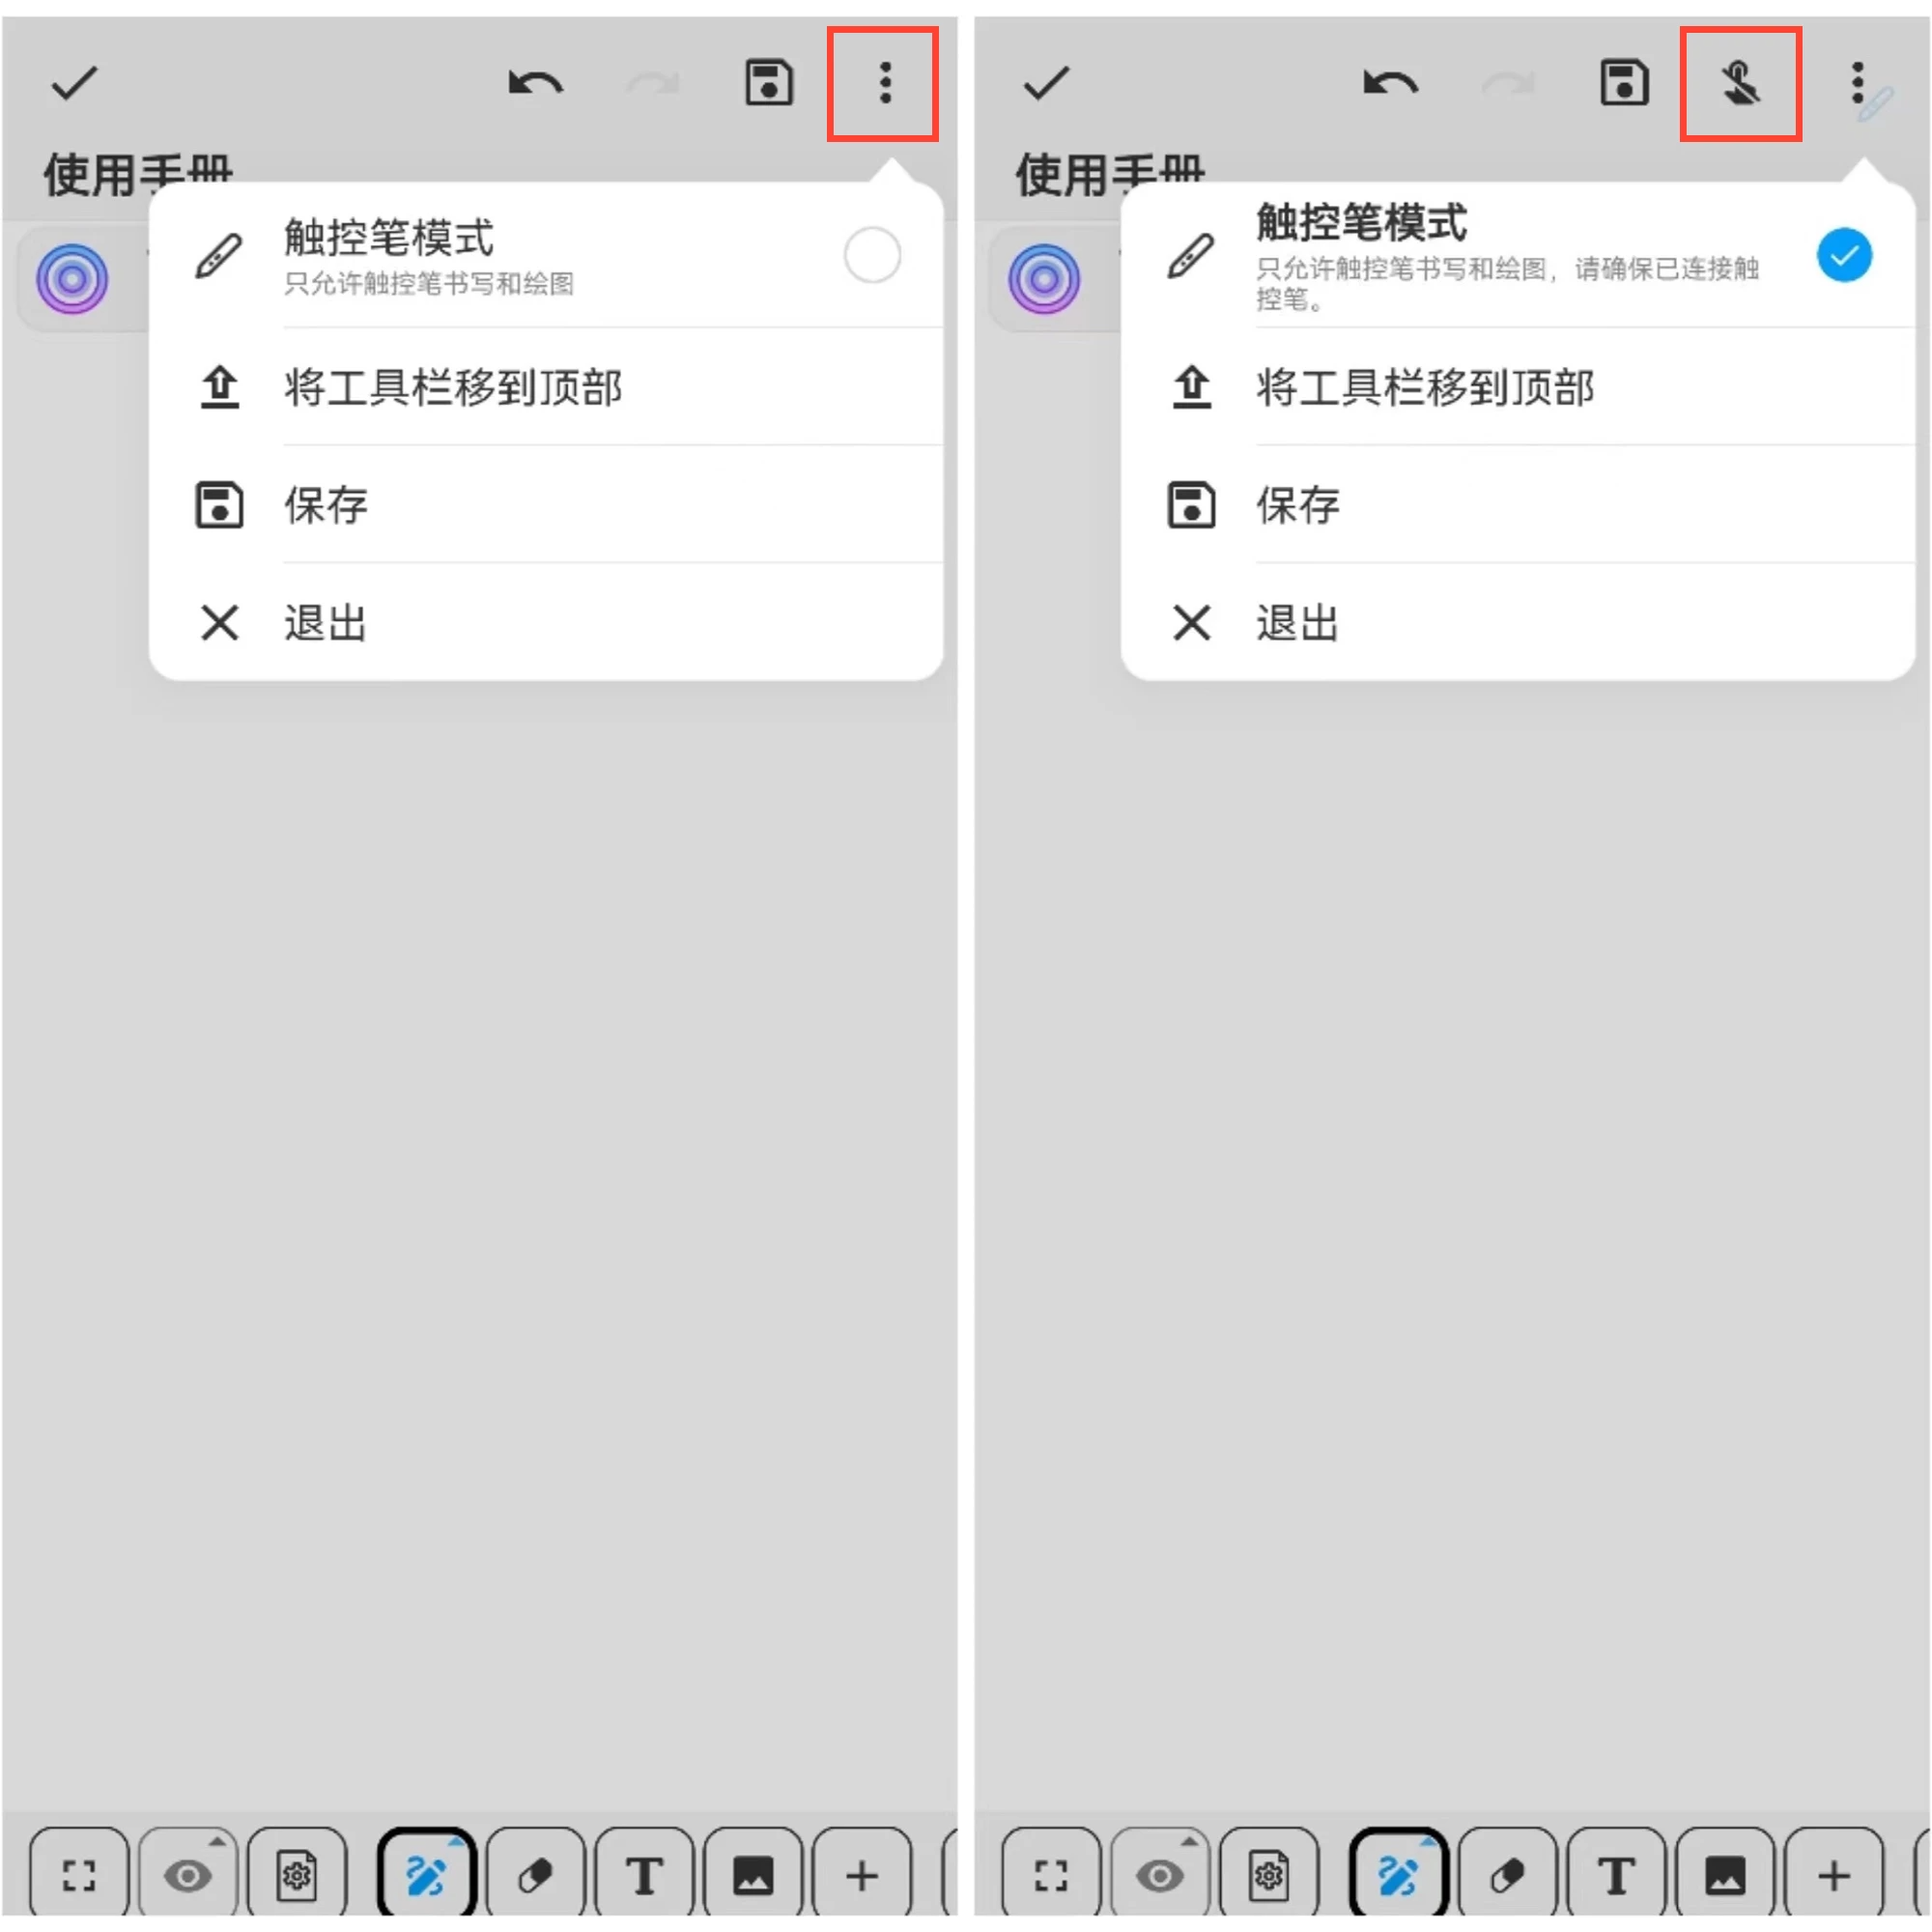 使用手册
触控笔模式
只允许触控笔书写和绘图
将工具栏移到顶部
保存
退出
T
使用手册
触控笔模式
只允许触控笔书写和绘图，请确保已连接触
控笔。
将工具栏移到顶部
保存
退出
T